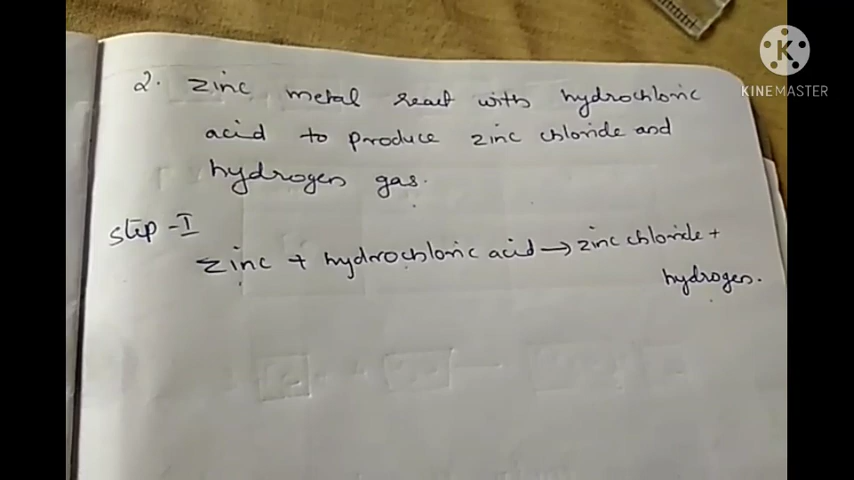 2. Zinc metal react with hydrochloric
acid to produce zinc chloride and
hydrogen gas.
Step-I
Zinc + hydrochloric acid → zinc chloride +
hydrogen.
KINEMASTER